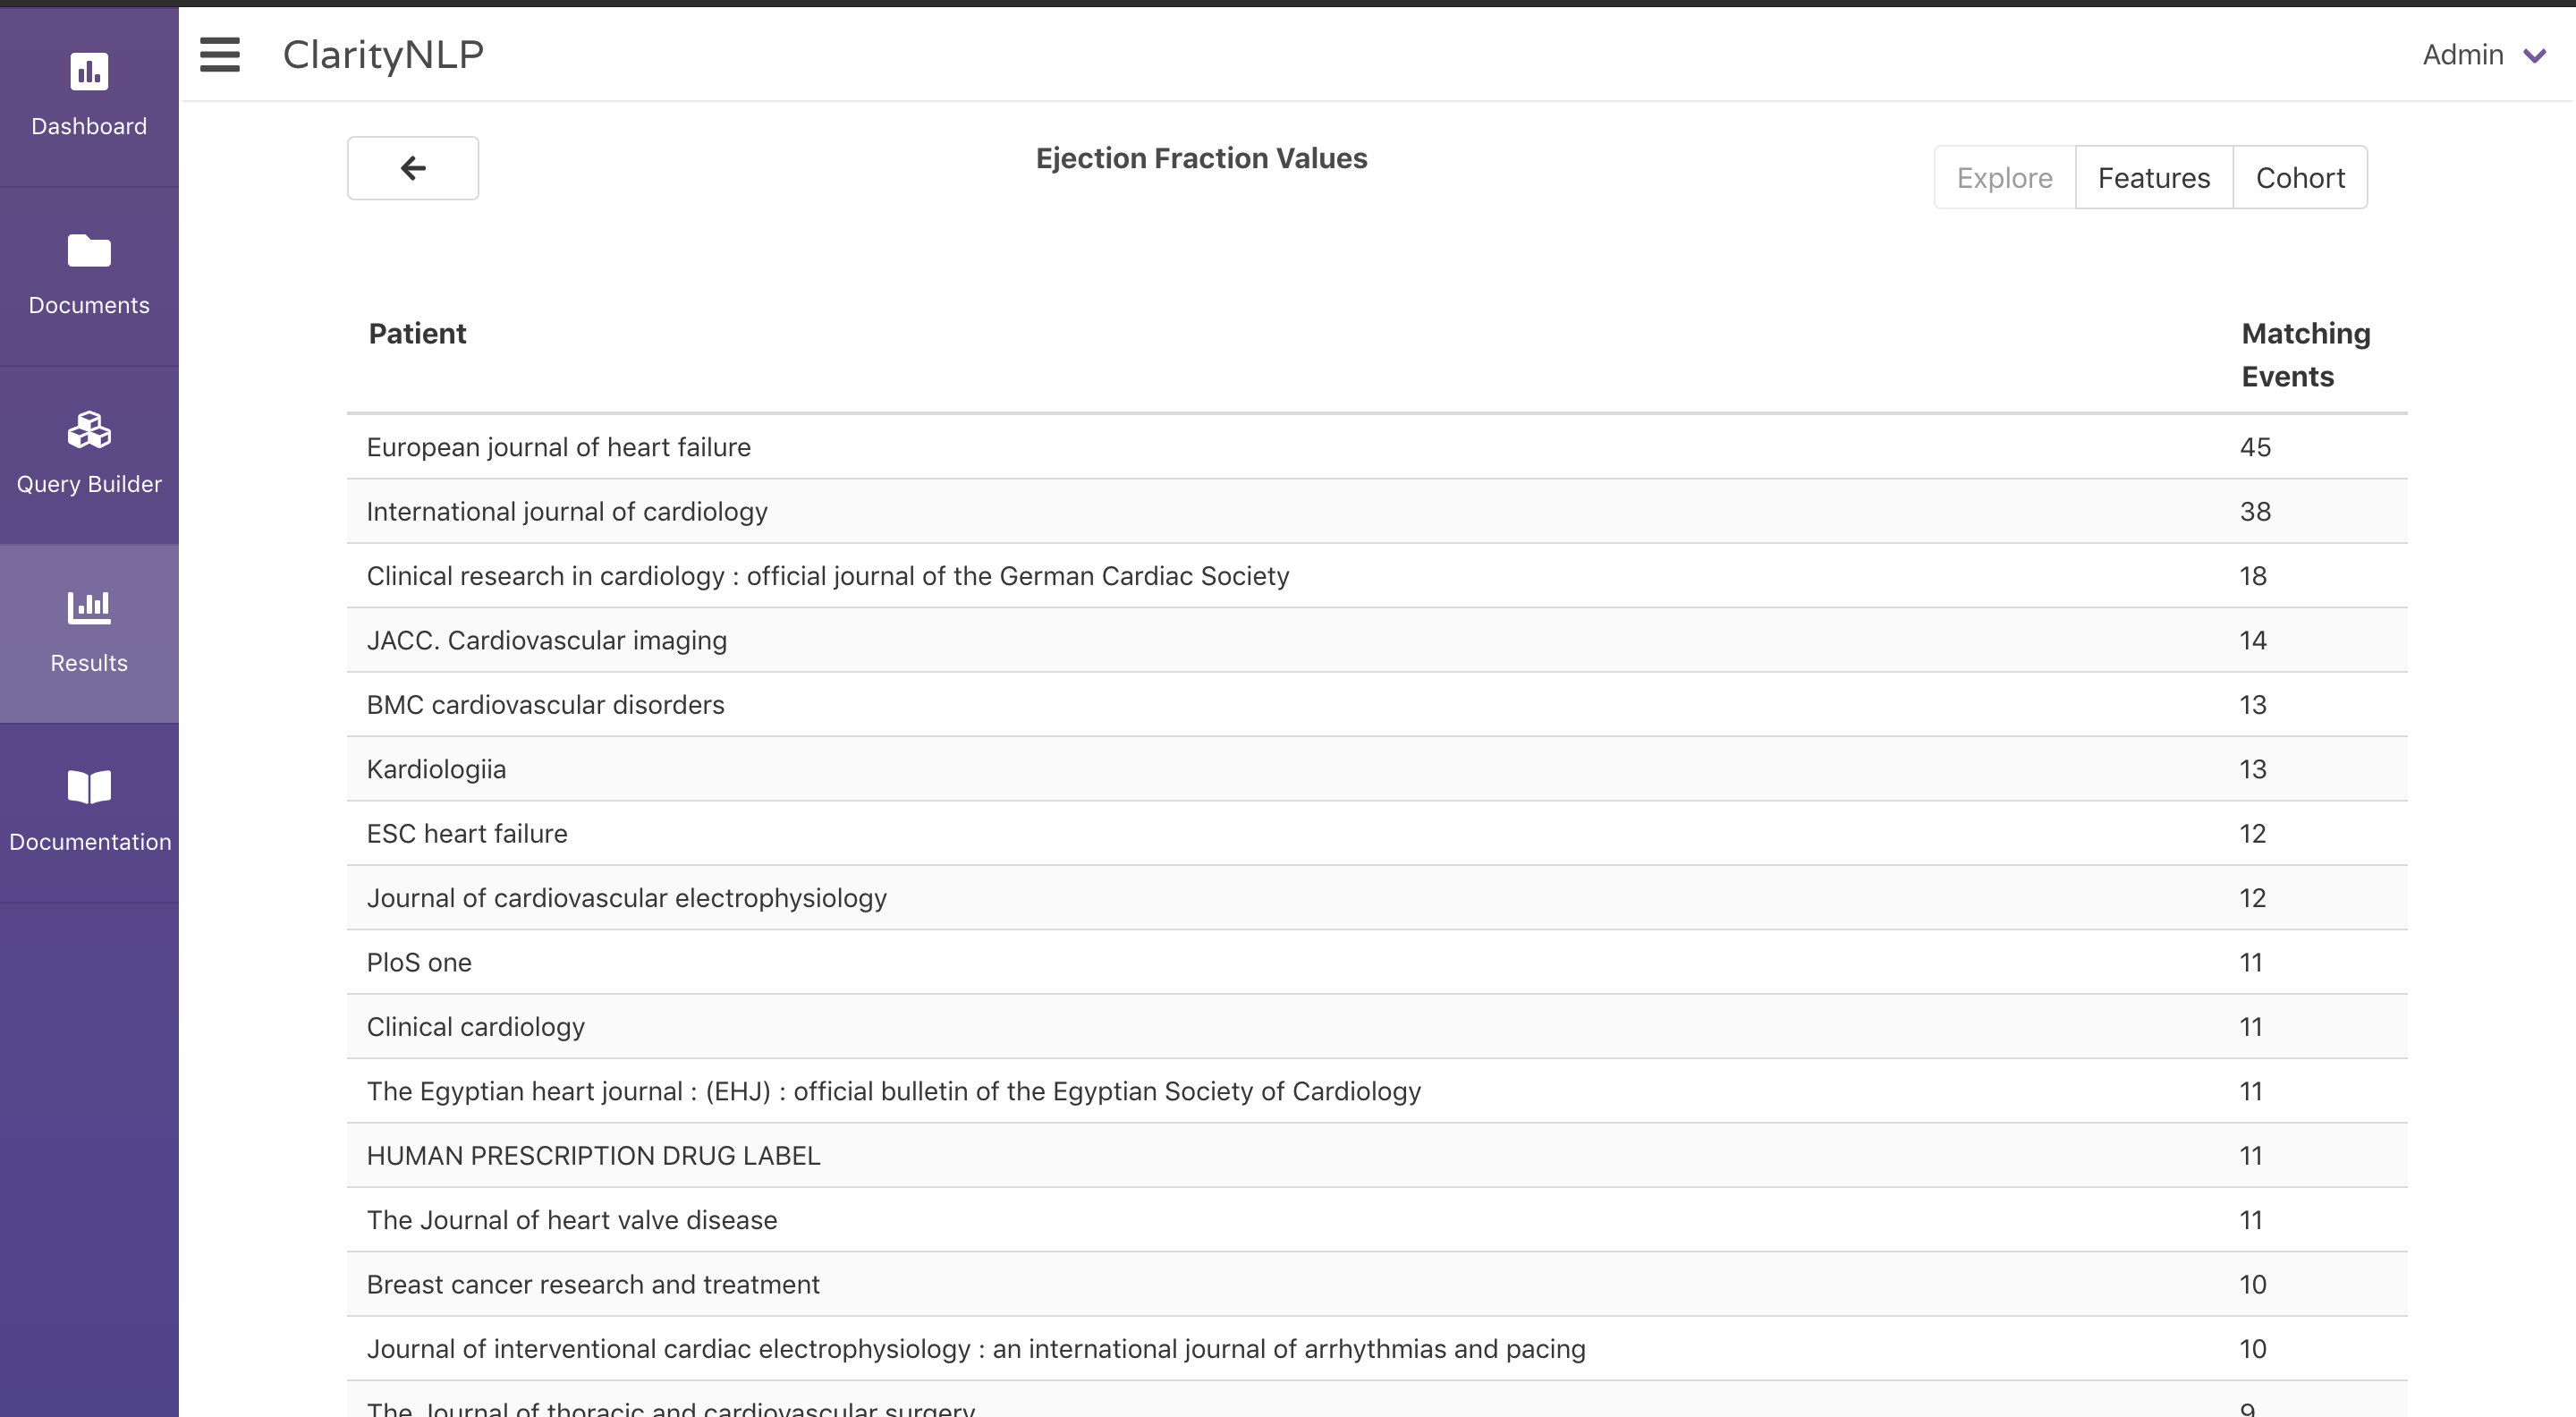 ClarityNLP
Admin
Dashboard
Documents
Query Builder
Results
Documentation
Ejection Fraction Values
Explore Features Cohort
Patient Matching
Events
European journal of heart failure 45
International journal of cardiology 38
Clinical research in cardiology : official journal of the German Cardiac Society 18
JACC. Cardiovascular imaging 14
BMC cardiovascular disorders 13
Kardiologiia 13
ESC heart failure 12
Journal of cardiovascular electrophysiology 12
PloS one 11
Clinical cardiology 11
The Egyptian heart journal : (EHJ) : official bulletin of the Egyptian Society of Cardiology 11
HUMAN PRESCRIPTION DRUG LABEL 11
The Journal of heart valve disease 11
Breast cancer research and treatment 10
Journal of interventional cardiac electrophysiology : an international journal of arrhythmias and pacing 10
The Journal of thoracic and cardiovascular surgery 9